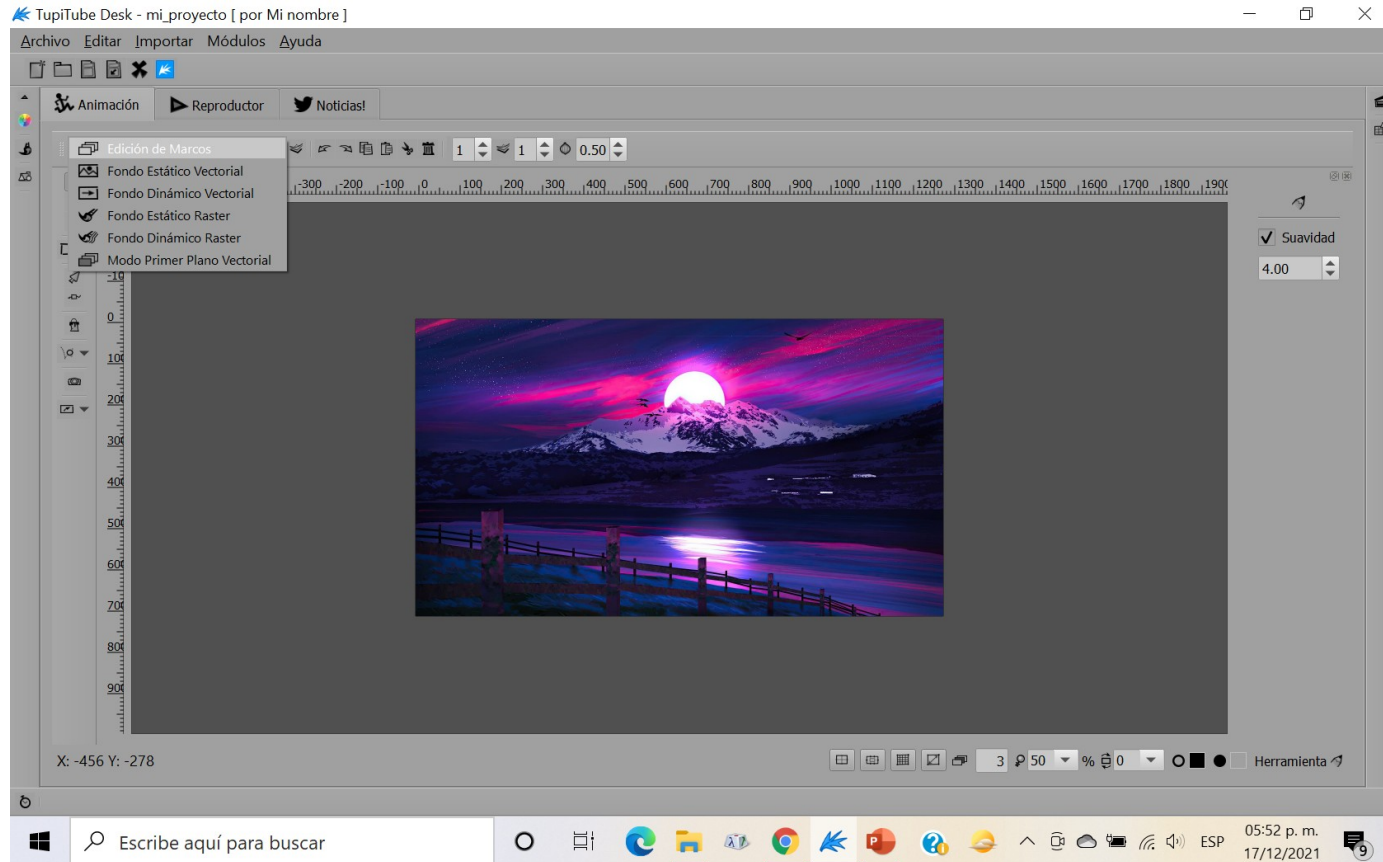 TupiTube Desk - mi_proyecto [ por Mi nombre ]
Archivo Editar Importar Módulos Ayuda
Animación Reproductor Noticias!
Edición de Marcos
1 1 0.50
Fondo Estático Vectorial
Fondo Dinámico Vectorial
Fondo Estático Raster
Fondo Dinámico Raster
Modo Primer Plano Vectorial
-300 -200 -100 0 100 200 300 400 500 600 700 800 900 1000 1100 1200 1300 1400 1500 1600 1700 1800 1900
Suavidad
4.00
-10
0
100
200
300
400
500
600
700
800
900
X: -456 Y: -278
3 50 % 0 Herramienta
Escribe aquí para buscar
ESP
05:52 p. m.
17/12/2021
9